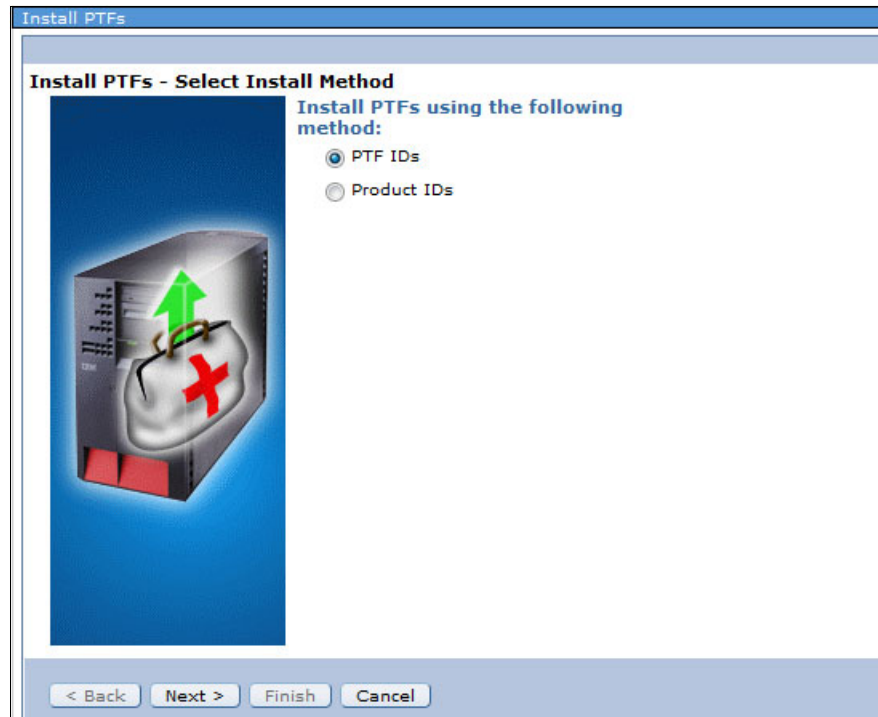 Install PTFs
Install PTFs - Select Install Method
Install PTFs using the following
method:
PTF IDs
Product IDs
IBM
< Back
Next >
Finish
Cancel